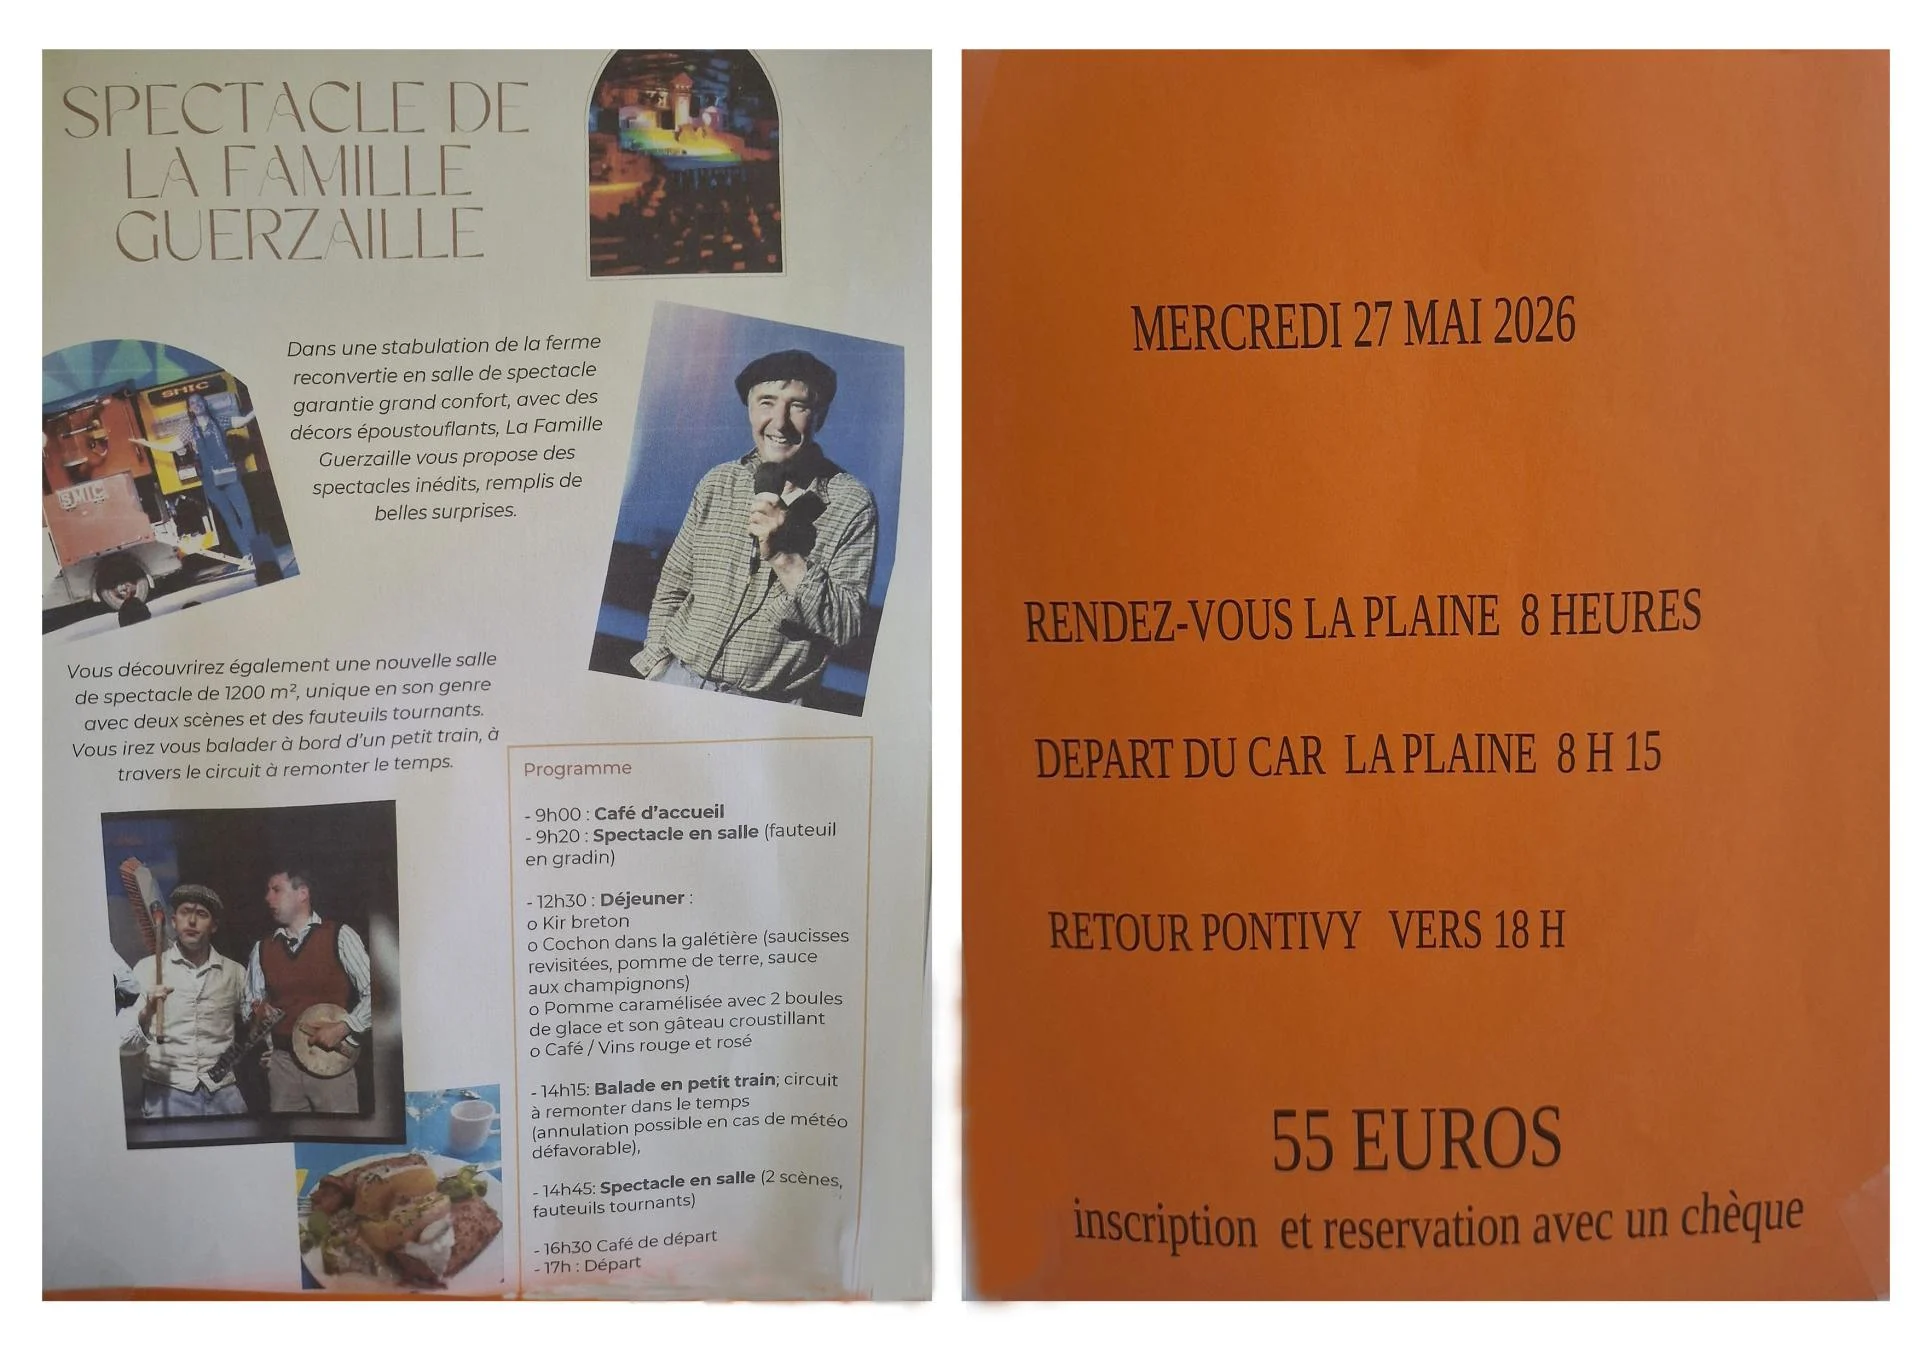 SPECTACLE DE
LA FAMILLE
GUERZAILLE
Dans une stabulation de la ferme
reconvertie en salle de spectacle
garantie grand confort, avec des
décors époustouflants, La Famille
Guerzaille vous propose des
spectacles inédits, remplis de
belles surprises.
SMIC
SMIC
Vous découvrirez également une nouvelle salle
de spectacle de 1200 m², unique en son genre
avec deux scènes et des fauteuils tournants.
Vous irez vous balader à bord d'un petit train, à
travers le circuit à remonter le temps.
Programme
- 9h00 : Café d'accueil
- 9h20 : Spectacle en salle (fauteuil
en gradin)
- 12h30 : Déjeuner :
o Kir breton
o Cochon dans la galétière (saucisses
revisitées, pomme de terre, sauce
aux champignons)
o Pomme caramélisée avec 2 boules
de glace et son gâteau croustillant
o Café / Vins rouge et rosé
- 14h15: Balade en petit train; circuit
à remonter dans le temps
(annulation possible en cas de météo
défavorable),
- 14h45: Spectacle en salle (2 scènes,
fauteuils tournants)
- 16h30 Café de départ
- 17h : Départ
MERCREDI 27 MAI 2026
RENDEZ-VOUS LA PLAINE 8 HEURES
DEPART DU CAR LA PLAINE 8 H 15
RETOUR PONTIVY VERS 18 H
55 EUROS
inscription et reservation avec un chèque